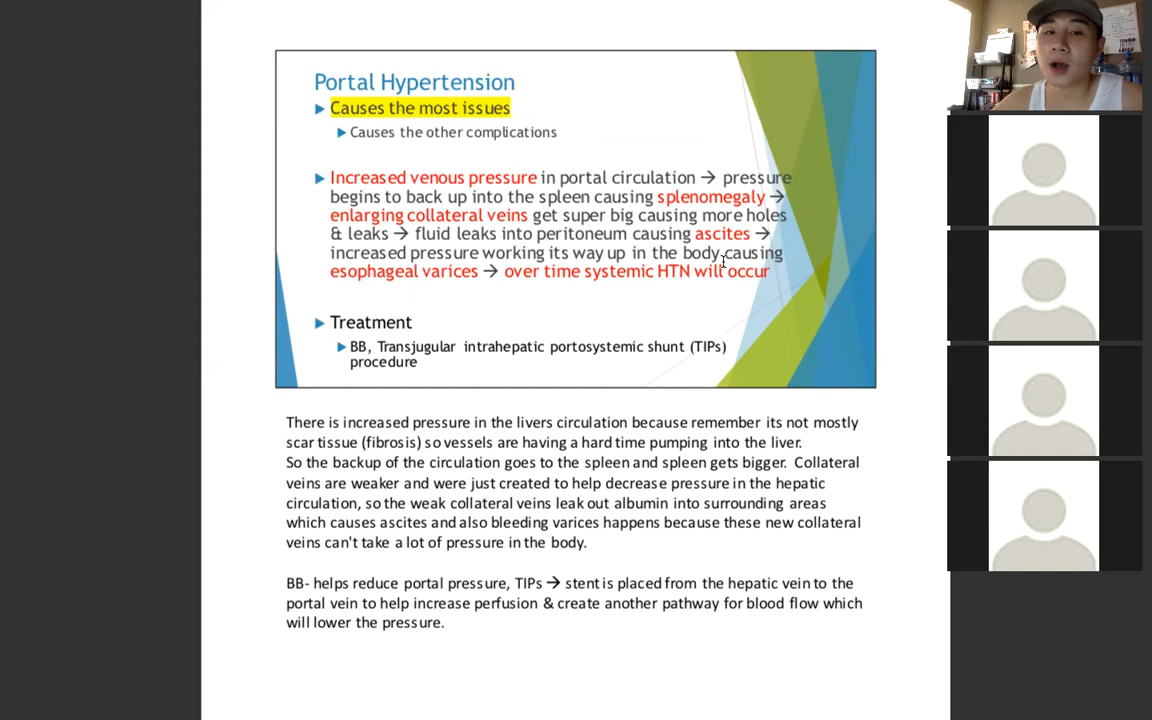 Portal Hypertension
Causes the most issues
Causes the other complications
Increased venous pressure in portal circulation → pressure
begins to back up into the spleen causing splenomegaly →
enlarging collateral veins get super big causing more holes
& leaks → fluid leaks into peritoneum causing ascites →
increased pressure working its way up in the body causing
esophageal varices → over time systemic HTN will occur
Treatment
BB, Transjugular intrahepatic portosystemic shunt (TIPs)
procedure
There is increased pressure in the livers circulation because remember its not mostly
scar tissue (fibrosis) so vessels are having a hard time pumping into the liver.
So the backup of the circulation goes to the spleen and spleen gets bigger. Collateral
veins are weaker and were just created to help decrease pressure in the hepatic
circulation, so the weak collateral veins leak out albumin into surrounding areas
which causes ascites and also bleeding varices happens because these new collateral
veins can't take a lot of pressure in the body.
BB- helps reduce portal pressure, TIPs → stent is placed from the hepatic vein to the
portal vein to help increase perfusion & create another pathway for blood flow which
will lower the pressure.